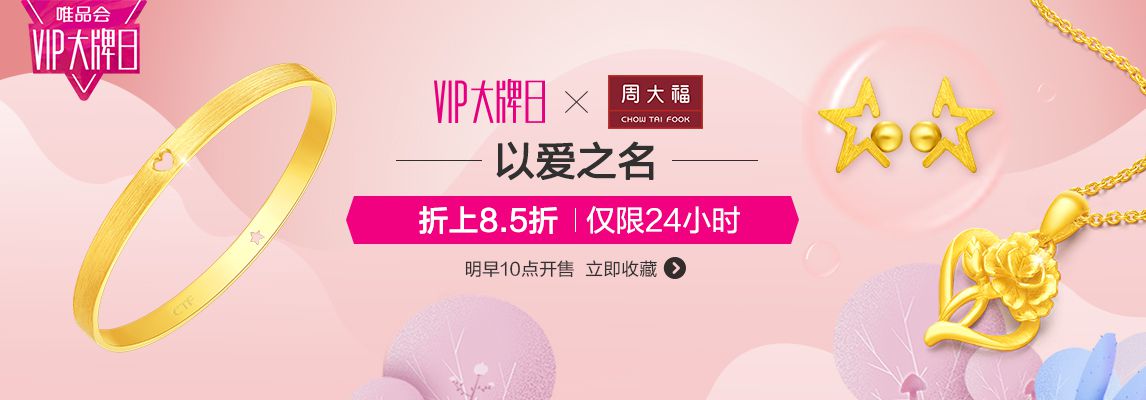 唯品会
VIP大牌日
VIP大牌日 × 周大福
CHOW TAI FOOK
以爱之名
折上8.5折 | 仅限24小时
明早10点开售 立即收藏
CTF